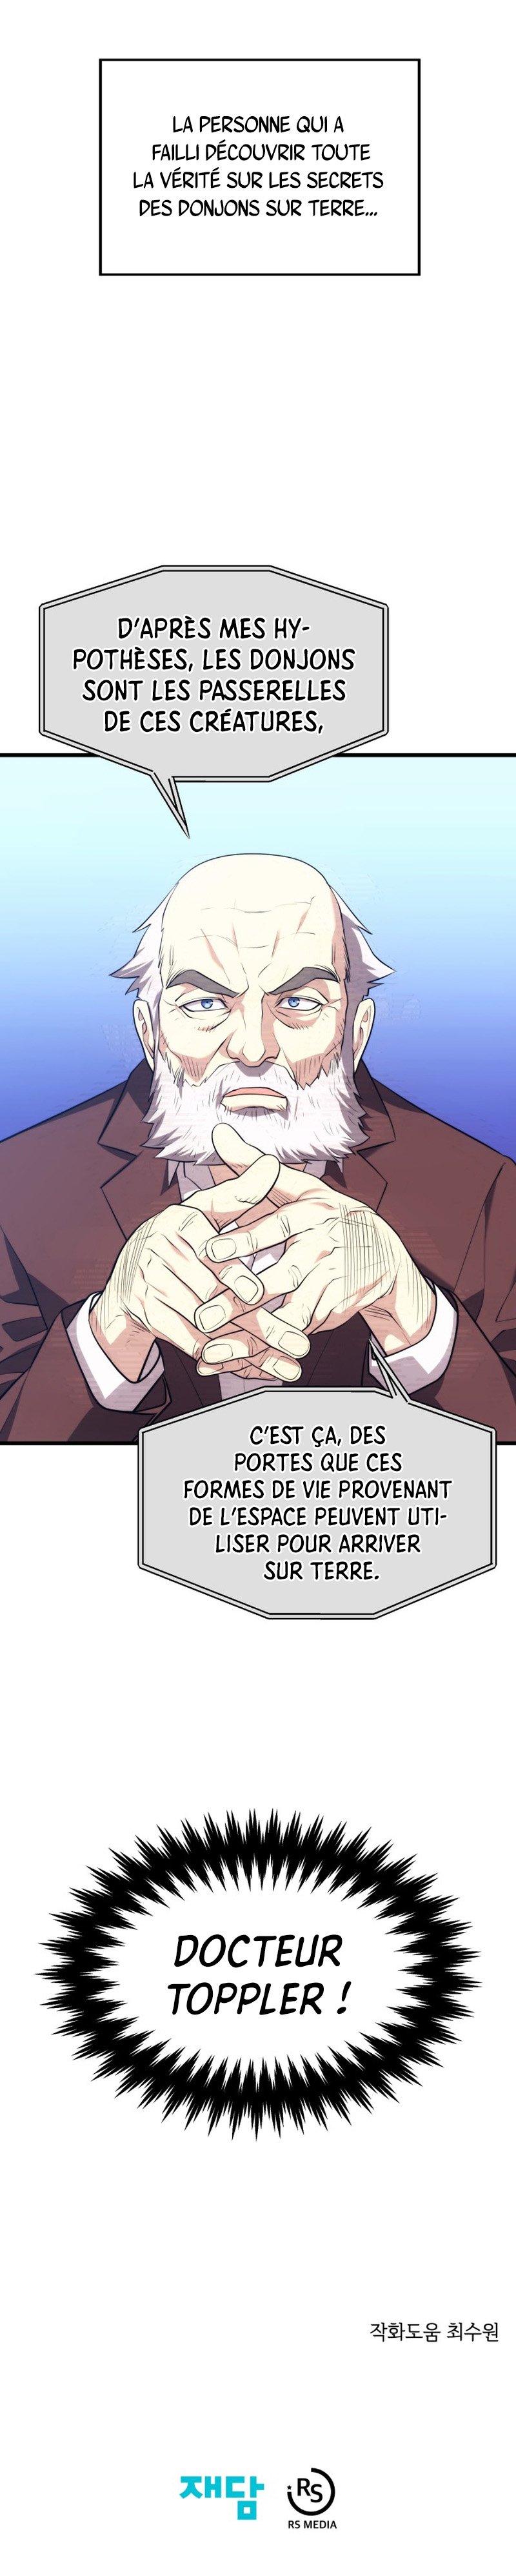 LA PERSONNE QUI A
FAILLI DÉCOUVRIR TOUTE
LA VÉRITÉ SUR LES SECRETS
DES DONJONS SUR TERRE...
D'APRÈS MES HY-
POTHÈSES, LES DONJONS
SONT LES PASSERELLES
DE CES CRÉATURES,
C'EST ÇA, DES
PORTES QUE CES
FORMES DE VIE PROVENANT
DE L'ESPACE PEUVENT UTI-
LISER POUR ARRIVER
SUR TERRE.
DOCTEUR
TOPPLER !
작화도움 최수원
재담
RS
RS MEDIA